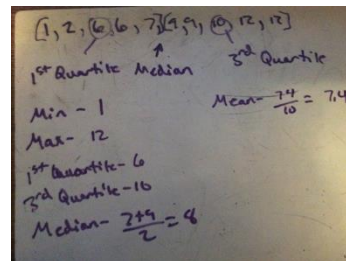 [1, 2, 6, 6, 7,][9, 9, 10, 12, 12]
1st Quartile Median 3rd Quartile
Min - 1
Max - 12
1st Quartile - 6
3rd Quartile - 10
Median - 7+9/2 = 8
Mean - 74/10 = 7.4